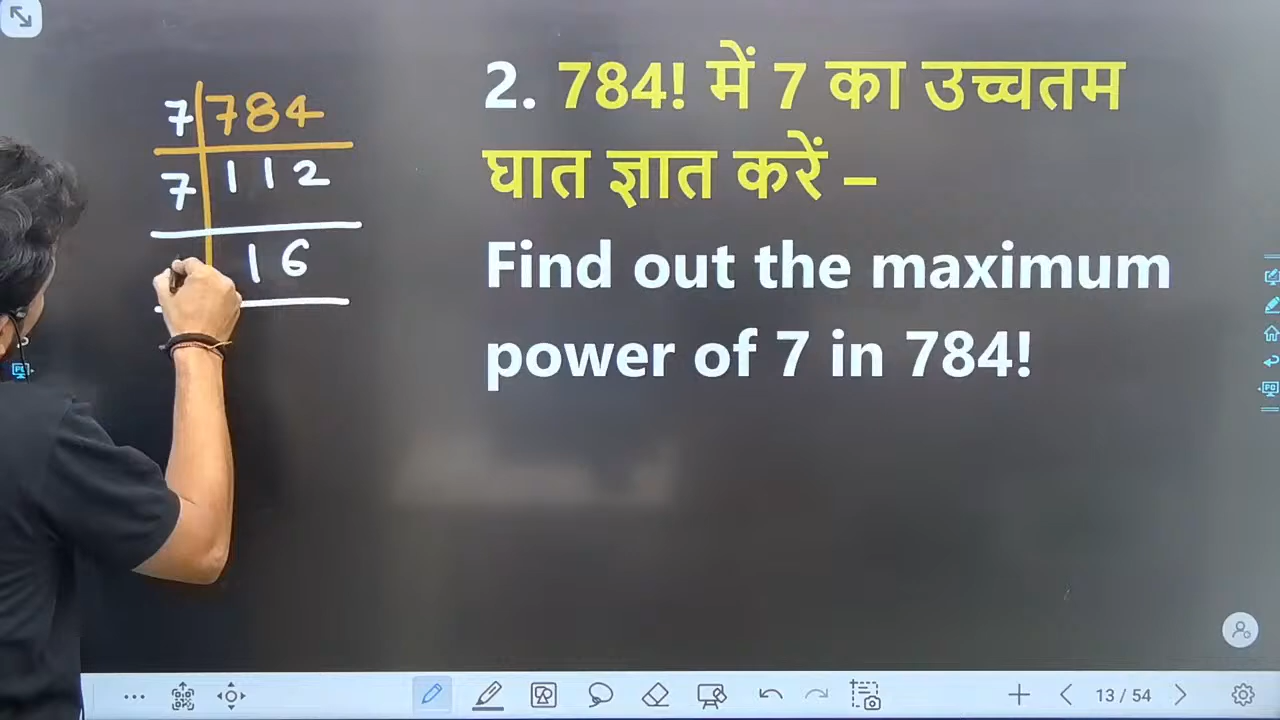 7 784
7 112
16
2. 784! में 7 का उच्चतम
घात ज्ञात करें –
Find out the maximum
power of 7 in 784!
13 / 54